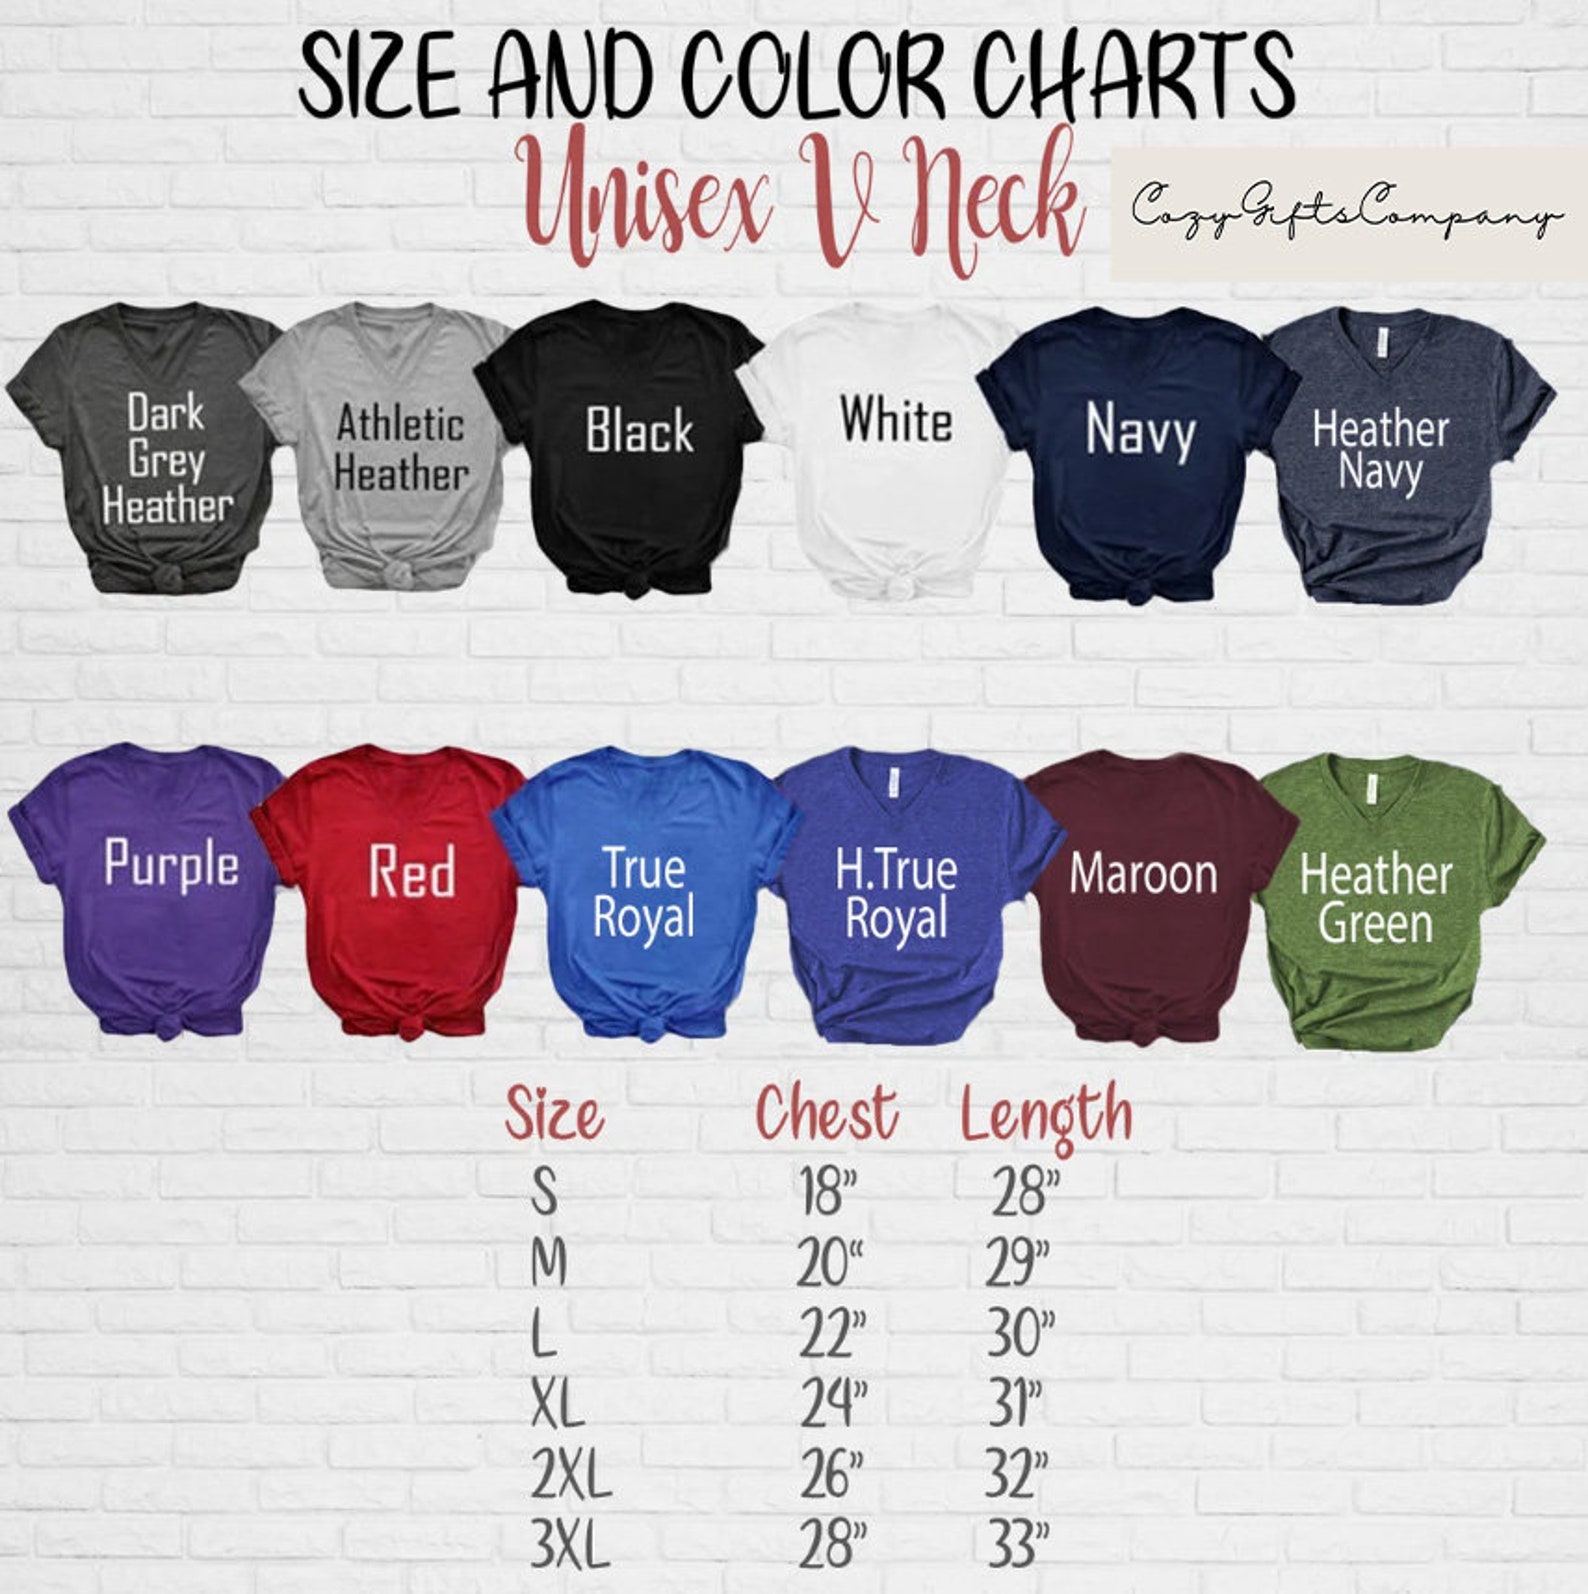 SIZE AND COLOR CHARTS
Unisex V Neck
CozyGiftsCompany
Dark
Grey
Heather
Athletic
Heather
Black
White
Navy
Heather
Navy
Purple
Red
True
Royal
H.True
Royal
Maroon
Heather
Green
Size Chest Length
S 18” 28”
M 20“ 29”
L 22” 30”
XL 24” 31”
2XL 26” 32”
3XL 28” 33”